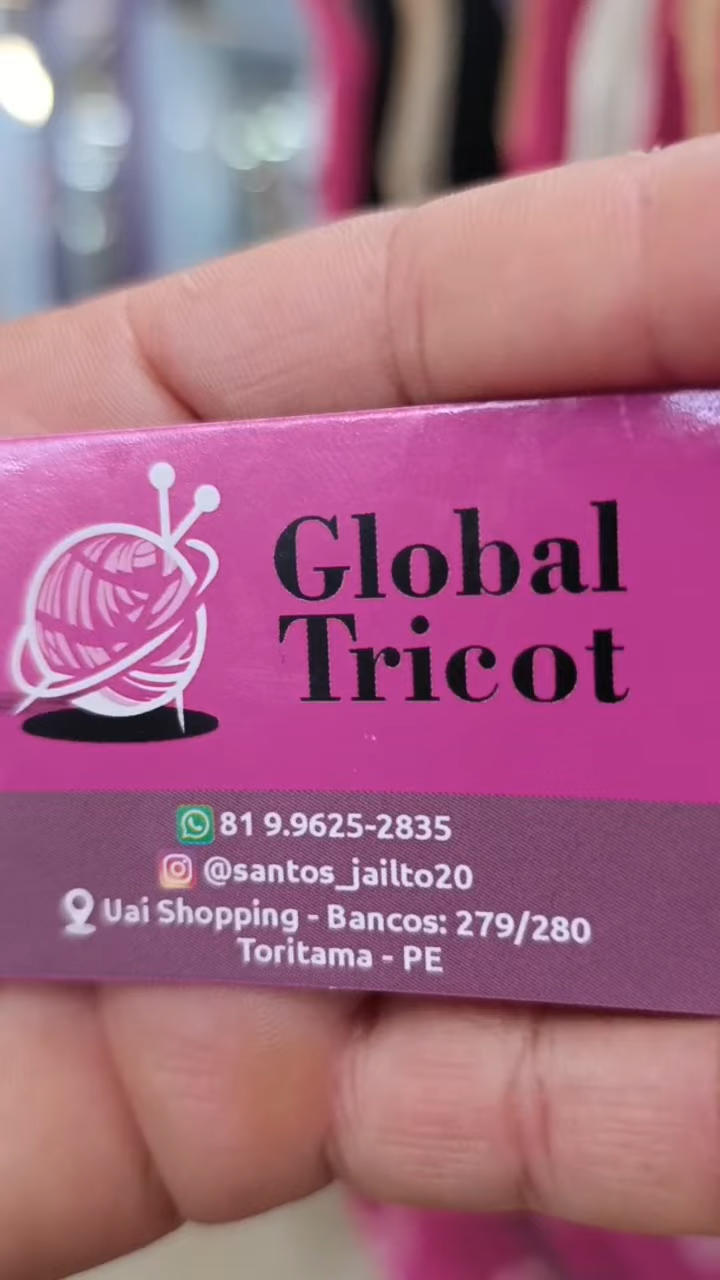 Global
Tricot
81 9.9625-2835
@santos_jailto20
Uai Shopping - Bancos: 279/280
Toritama - PE